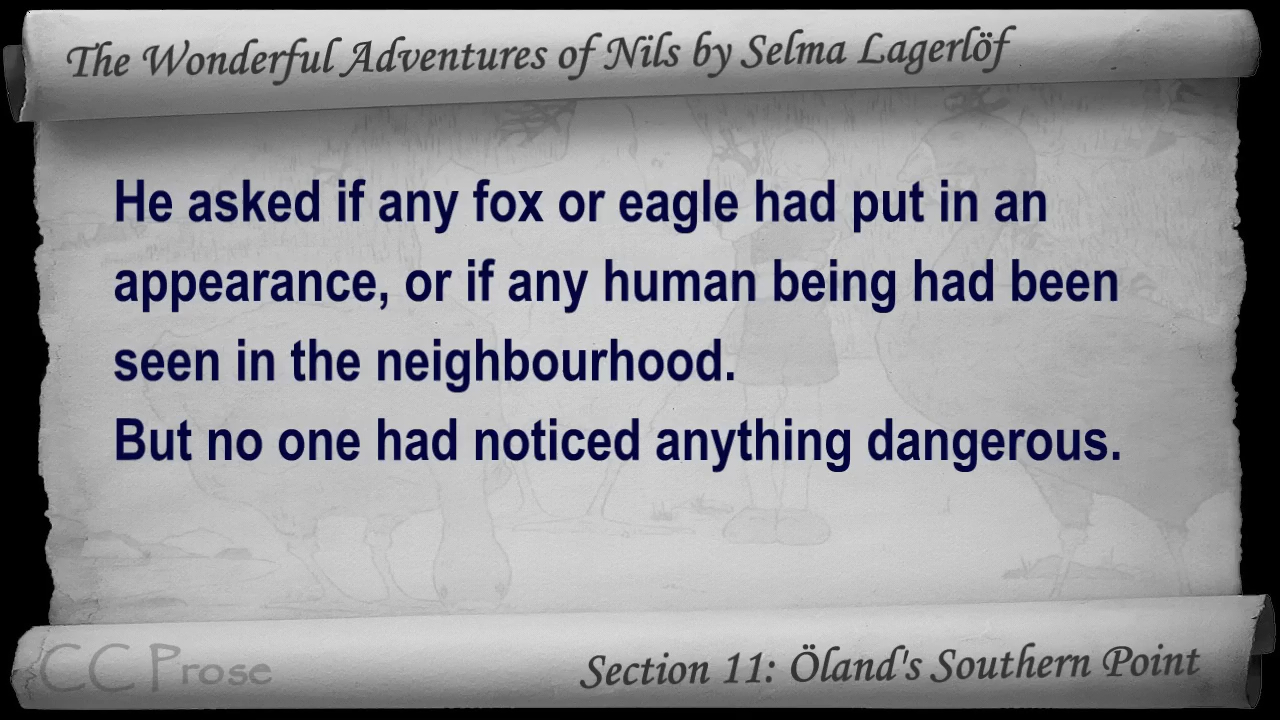 The Wonderful Adventures of Nils by Selma Lagerlöf
He asked if any fox or eagle had put in an
appearance, or if any human being had been
seen in the neighbourhood.
But no one had noticed anything dangerous.
CC Prose
Section 11: Öland's Southern Point